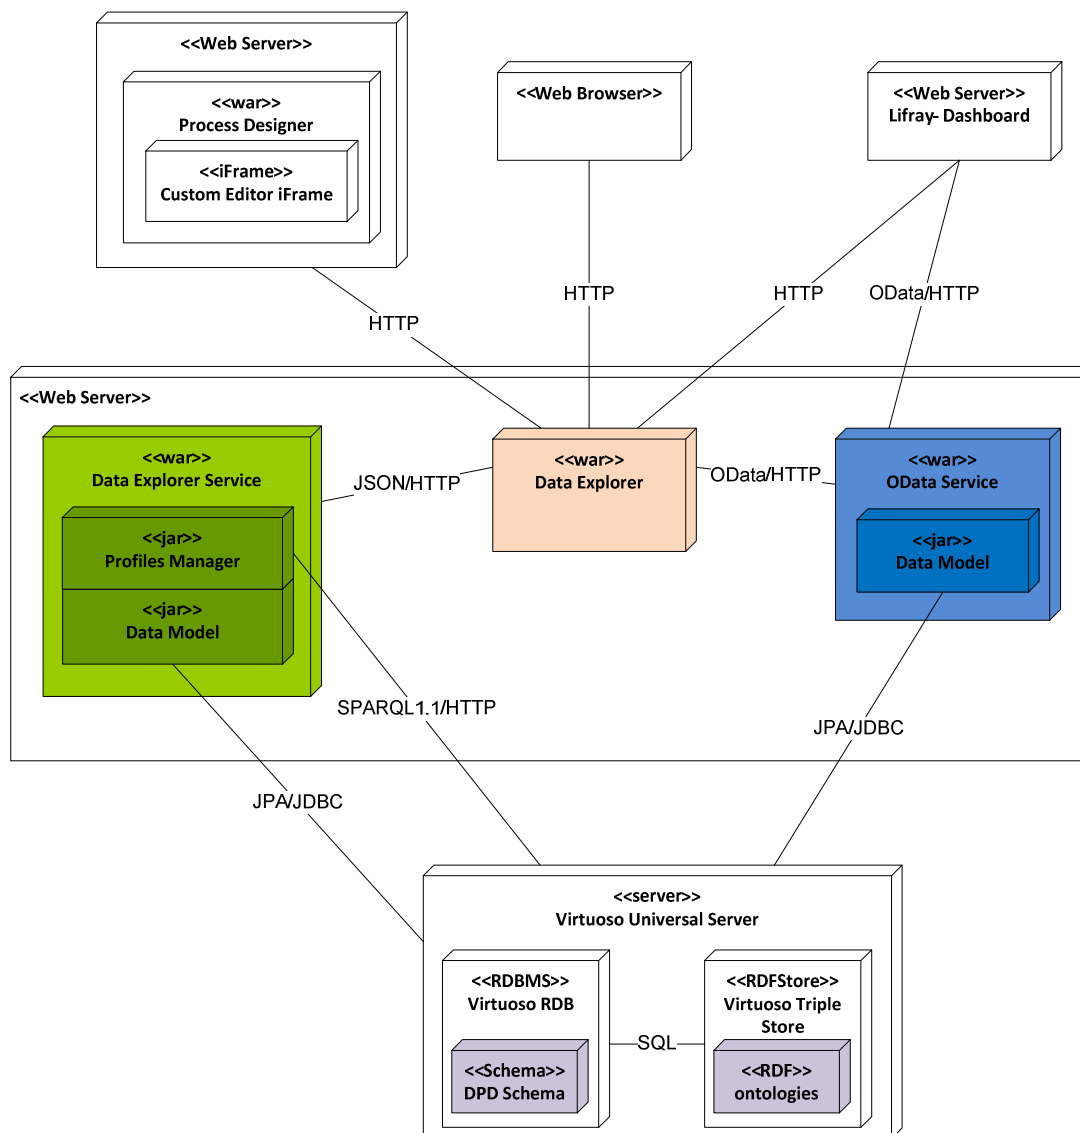 <<Web Server>>
<<war>>
Process Designer
<<iFrame>>
Custom Editor iFrame
<<Web Browser>>
<<Web Server>>
Lifray- Dashboard
HTTP
HTTP
HTTP
OData/HTTP
<<Web Server>>
<<war>>
Data Explorer Service
<<jar>>
Profiles Manager
<<jar>>
Data Model
JSON/HTTP
<<war>>
Data Explorer
OData/HTTP
<<war>>
OData Service
<<jar>>
Data Model
SPARQL1.1/HTTP
JPA/JDBC
JPA/JDBC
<<server>>
Virtuoso Universal Server
<<RDBMS>>
Virtuoso RDB
<<Schema>>
DPD Schema
SQL
<<RDFStore>>
Virtuoso Triple
Store
<<RDF>>
ontologies